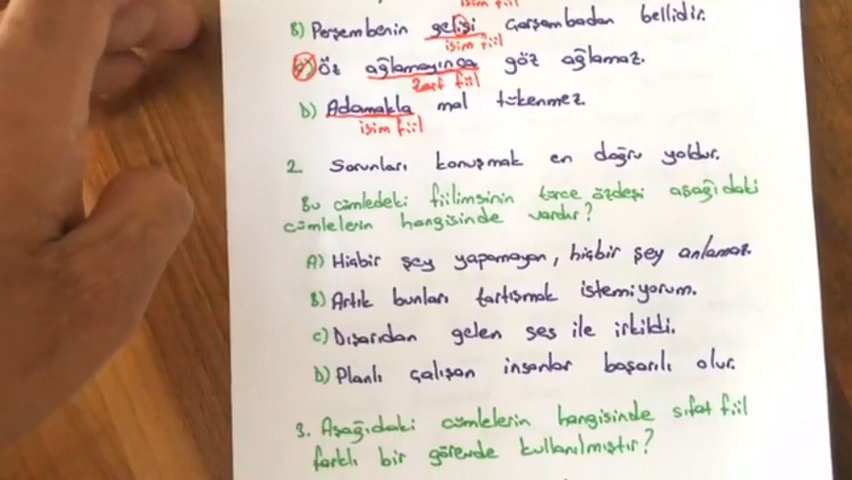 isim fiil
B) Perşembenin gelişi Çarşambadan bellidir.
isim fiil
Öz ağlamayınca göz ağlamaz.
zarf fiil
D) Adamakla mal tükenmez.
isim fiil
2. Sorunları konuşmak en doğru yoldur.
Bu cümledeki fiilimsinin türce özdeşi aşağıdaki
cümlelerin hangisinde vardır?
A) Hiçbir şey yapamayan, hiçbir şey anlamaz.
B) Artık bunları tartışmak istemiyorum.
C) Dışarıdan gelen ses ile irkildi.
D) Planlı çalışan insanlar başarılı olur.
3. Aşağıdaki cümlelerin hangisinde sıfat fiil
farklı bir görevde kullanılmıştır?